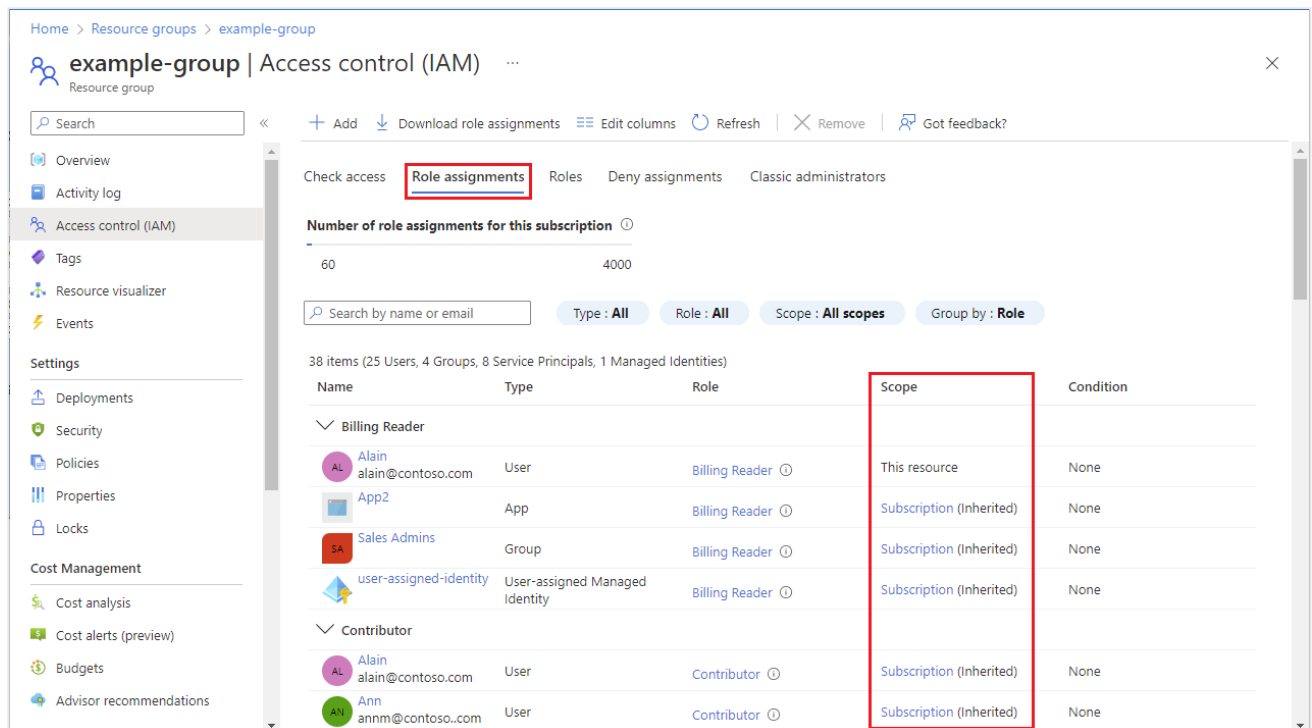 Home > Resource groups > example-group
example-group | Access control (IAM) ...
Resource group
Search «
Overview
Activity log
Access control (IAM)
Tags
Resource visualizer
Events
Settings
Deployments
Security
Policies
Properties
Locks
Cost Management
Cost analysis
Cost alerts (preview)
Budgets
Advisor recommendations
Add Download role assignments Edit columns Refresh Remove Got feedback?
Check access Role assignments Roles Deny assignments Classic administrators
Number of role assignments for this subscription
60 4000
Search by name or email Type : All Role : All Scope : All scopes Group by : Role
38 items (25 Users, 4 Groups, 8 Service Principals, 1 Managed Identities)
Name Type Role Scope Condition
Billing Reader
AL Alain
alain@contoso.com User Billing Reader This resource None
App2
App Billing Reader Subscription (Inherited) None
SA Sales Admins
Group Billing Reader Subscription (Inherited) None
user-assigned-identity User-assigned Managed
Identity Billing Reader Subscription (Inherited) None
Contributor
AL Alain
alain@contoso.com User Contributor Subscription (Inherited) None
AN Ann
annm@contoso..com User Contributor Subscription (Inherited) None